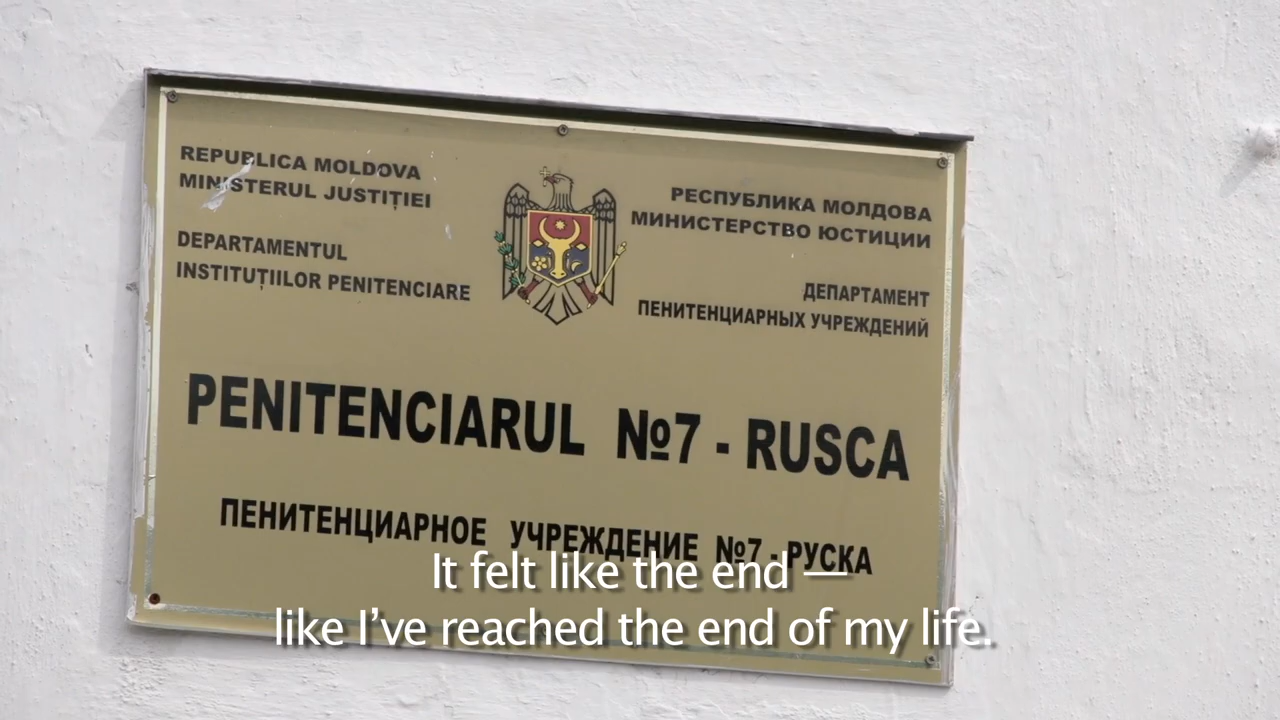 REPUBLICA MOLDOVA
MINISTERUL JUSTIȚIEI
DEPARTAMENTUL
INSTITUȚIILOR PENITENCIARE
РЕСПУБЛИКА МОЛДОВА
МИНИСТЕРСТВО ЮСТИЦИИ
ДЕПАРТАМЕНТ
ПЕНИТЕНЦИАРНЫХ УЧРЕЖДЕНИЙ
PENITENCIARUL №7 - RUSCA
ПЕНИТЕНЦИАРНОЕ УЧРЕЖДЕНИЕ №7 - РУСКА
It felt like the end —
like I’ve reached the end of my life.